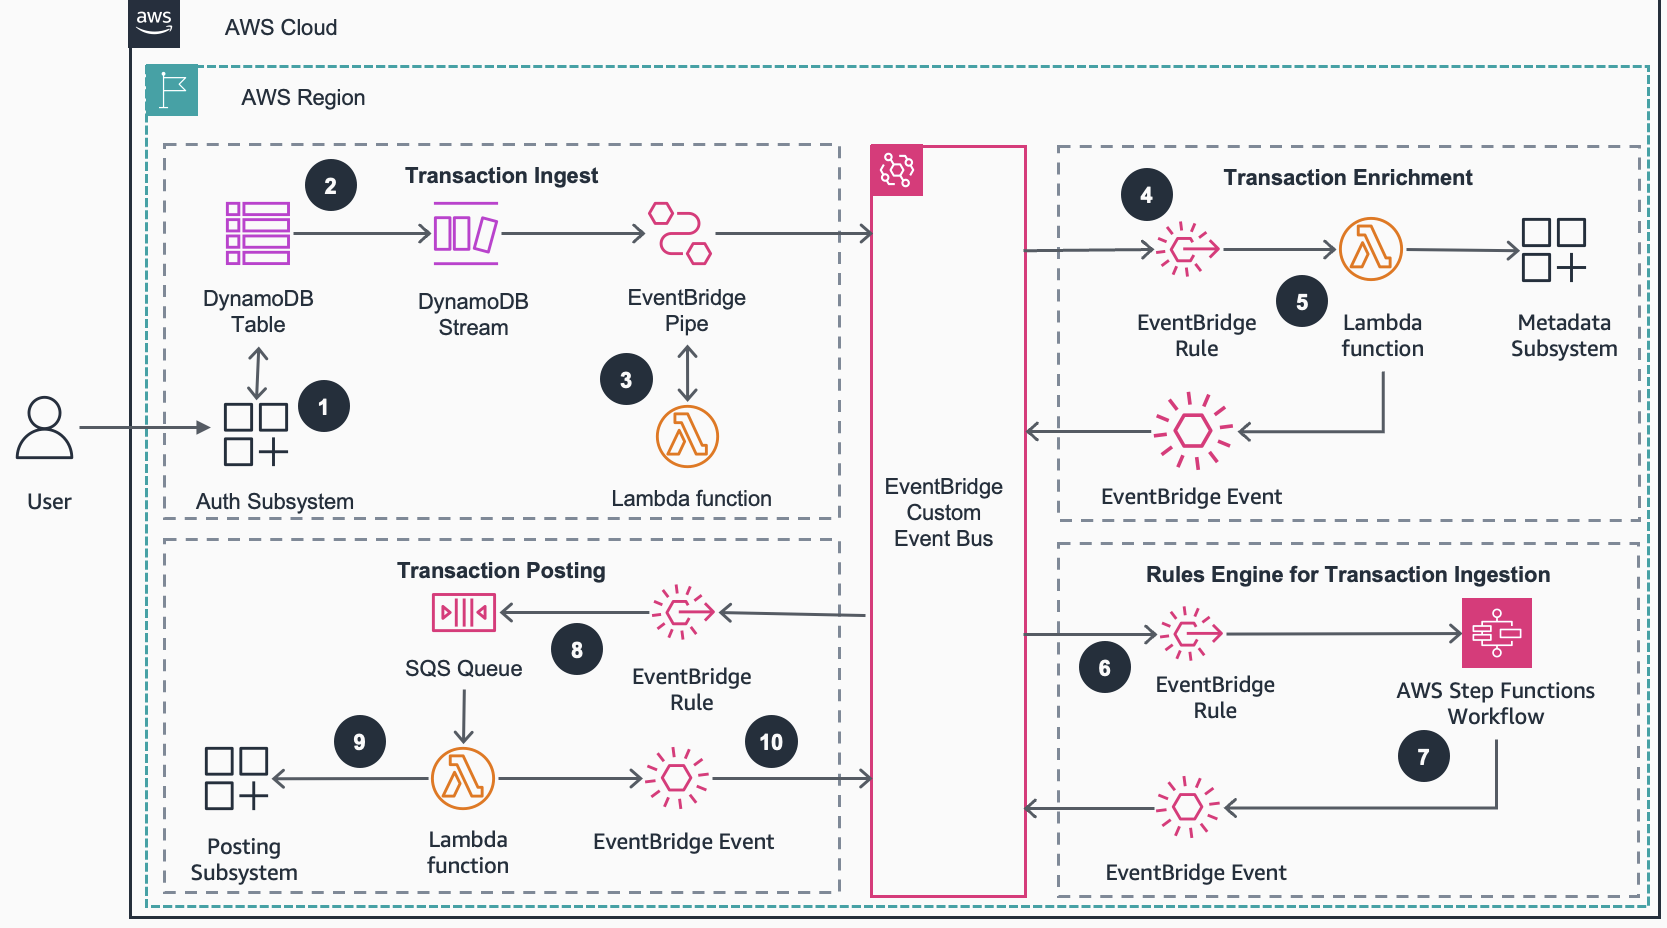 aws
AWS Cloud
AWS Region
Transaction Ingest
2
DynamoDB
Table
DynamoDB
Stream
EventBridge
Pipe
1
3
User
Auth Subsystem
Lambda function
EventBridge
Custom
Event Bus
Transaction Enrichment
4
5
EventBridge
Rule
Lambda
function
Metadata
Subsystem
EventBridge Event
Transaction Posting
8
SQS Queue
EventBridge
Rule
9
10
Posting
Subsystem
Lambda
function
EventBridge Event
Rules Engine for Transaction Ingestion
6
EventBridge
Rule
AWS Step Functions
Workflow
7
EventBridge Event